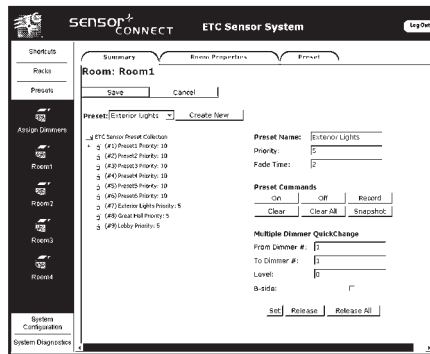 SENSOR+ CONNECT
ETC Sensor System
Log Out
Shortcuts
Racks
Presets
Assign Dimmers
Room1
Room2
Room3
Room4
System Configuration
System Diagnostics
Summary
Room Properties
Preset
Room: Room1
Save
Cancel
Preset: Exterior Lights
Create New
ETC Sensor Preset Collection
(#1) Preset1 Priority: 10
(#2) Preset2 Priority: 10
(#3) Preset3 Priority: 10
(#4) Preset4 Priority: 10
(#5) Preset5 Priority: 10
(#6) Preset6 Priority: 10
(#7) Exterior Lights Priority: 5
(#8) Great Hall Priority: 5
(#9) Lobby Priority: 5
Preset Name: Exterior Lights
Priority: 5
Fade Time: 2
Preset Commands
On
Off
Record
Clear
Clear All
Snapshot
Multiple Dimmer QuickChange
From Dimmer #: 1
To Dimmer #: 1
Level: 0
B-side:
Set
Release
Release All